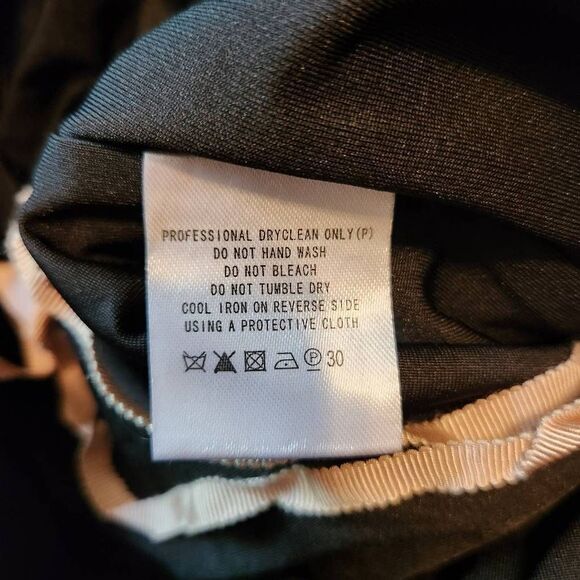 PROFESSIONAL DRYCLEAN ONLY(P)
DO NOT HAND WASH
DO NOT BLEACH
DO NOT TUMBLE DRY
COOL IRON ON REVERSE SIDE
USING A PROTECTIVE CLOTH
P 30